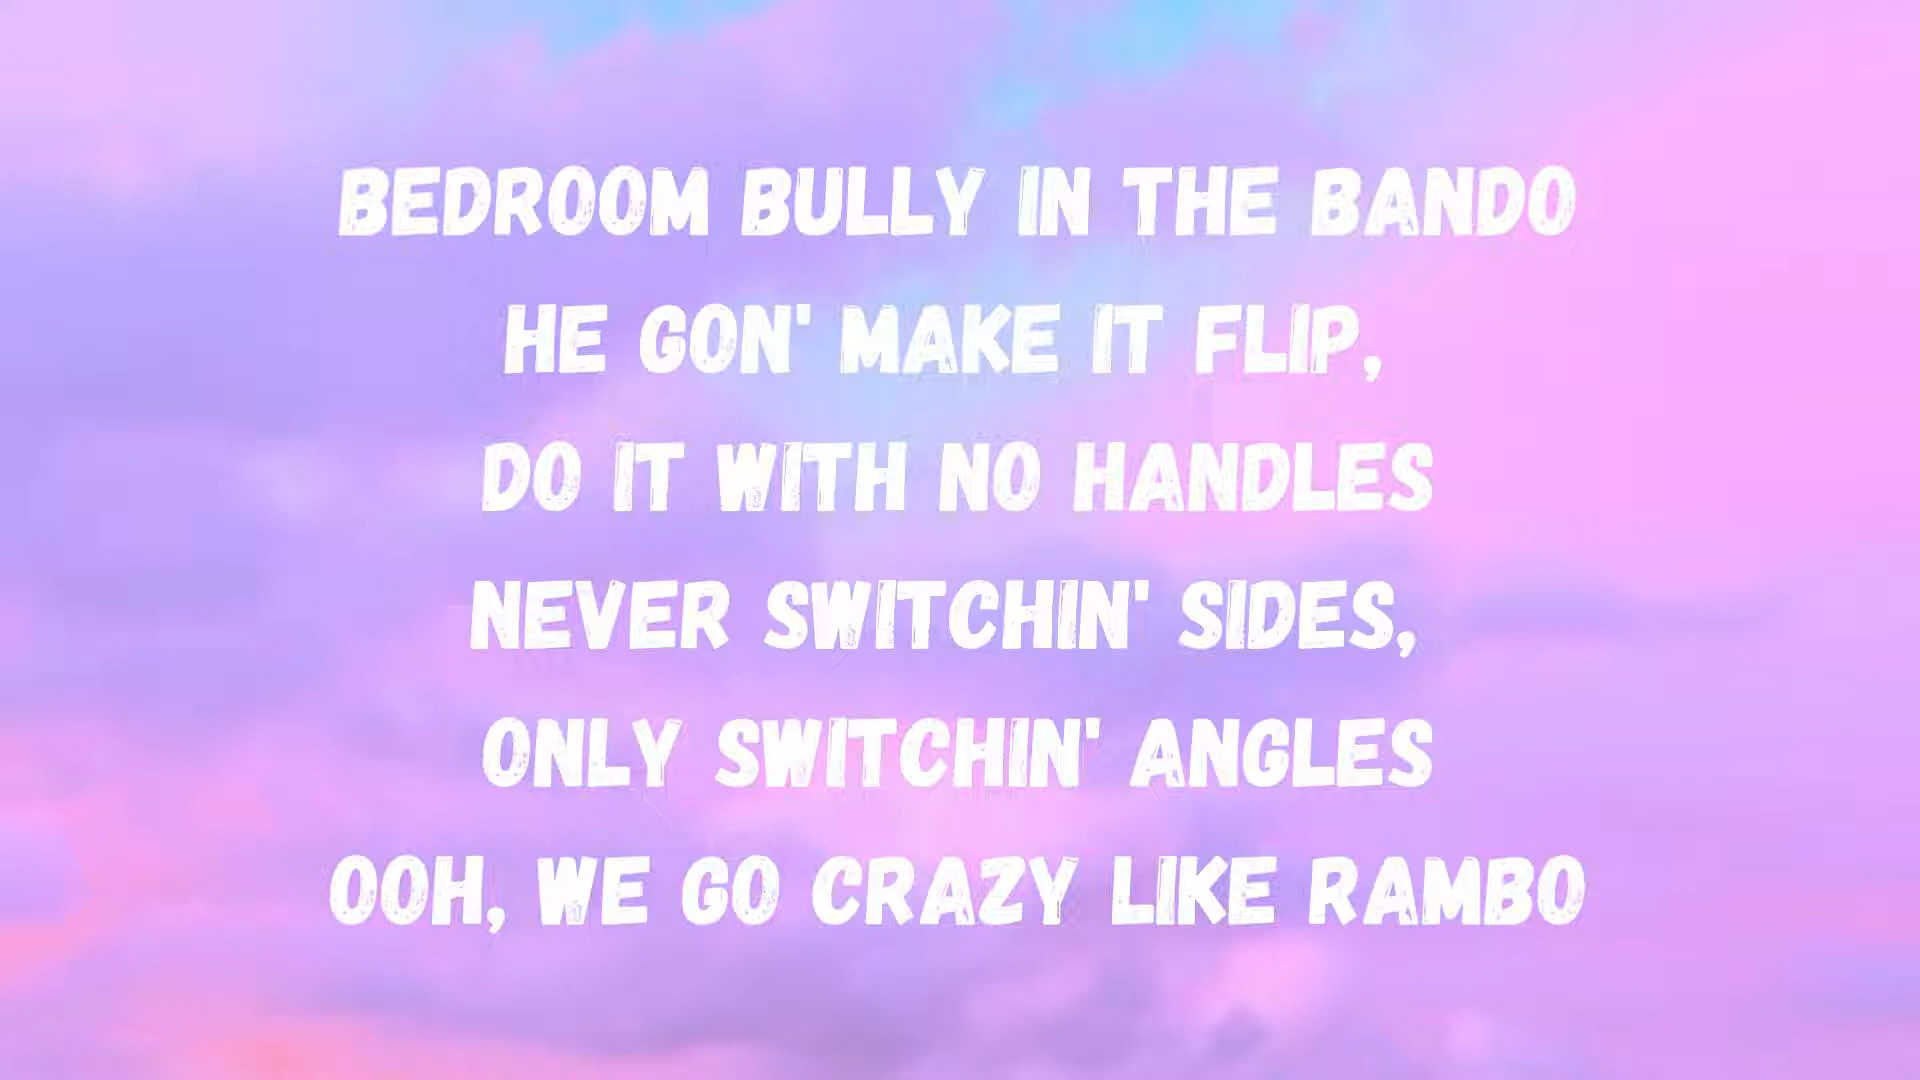 BEDROOM BULLY IN THE BANDO
HE GON' MAKE IT FLIP,
DO IT WITH NO HANDLES
NEVER SWITCHIN' SIDES,
ONLY SWITCHIN' ANGLES
OOH, WE GO CRAZY LIKE RAMBO